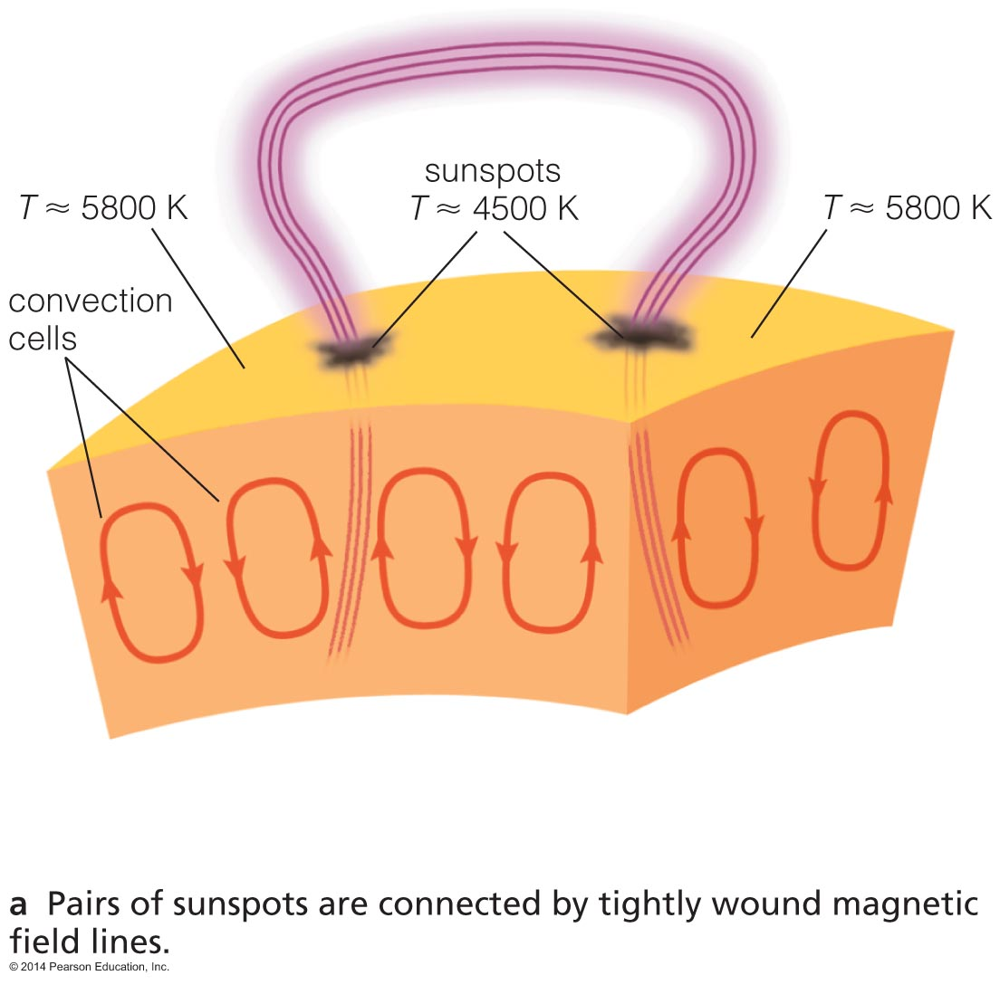 sunspots
T ≈ 5800 K
T ≈ 4500 K
T ≈ 5800 K
convection
cells
a Pairs of sunspots are connected by tightly wound magnetic
field lines.
© 2014 Pearson Education, Inc.